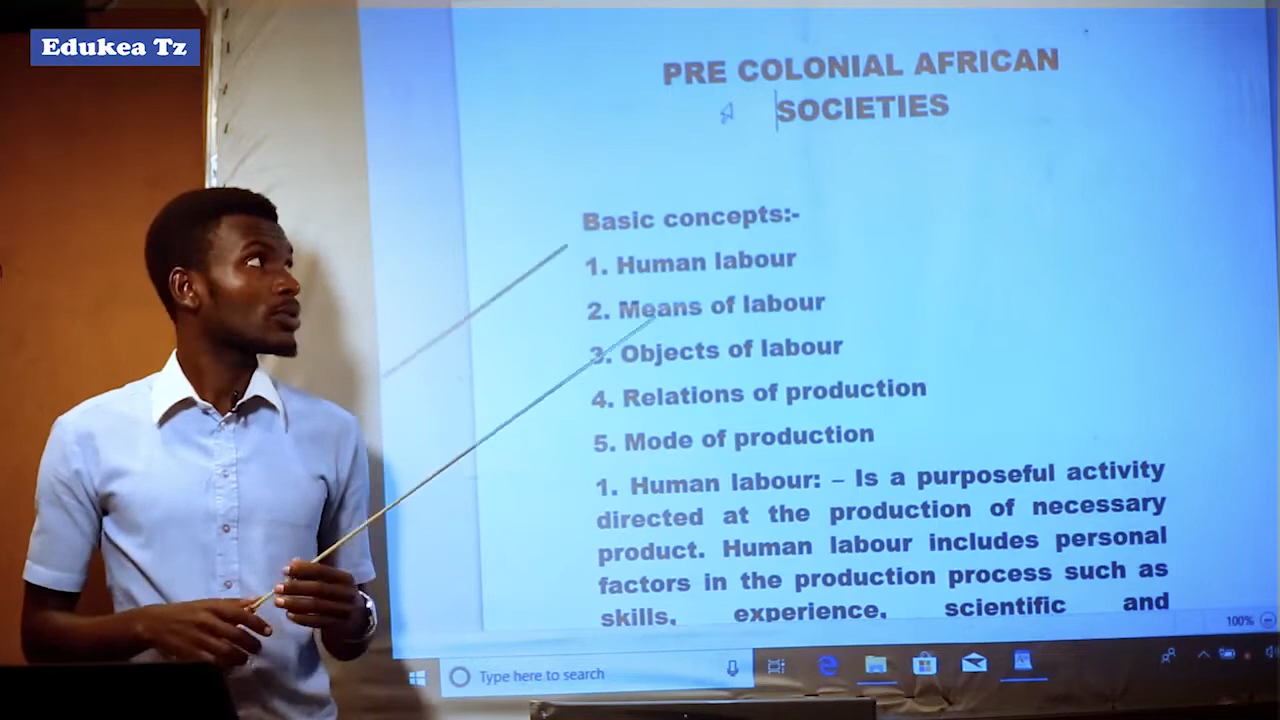 Edukea Tz
PRE COLONIAL AFRICAN
SOCIETIES
Basic concepts:-
1. Human labour
2. Means of labour
3. Objects of labour
4. Relations of production
5. Mode of production
1. Human labour: – Is a purposeful activity
directed at the production of necessary
product. Human labour includes personal
factors in the production process such as
skills, experience, scientific and
100%
Type here to search